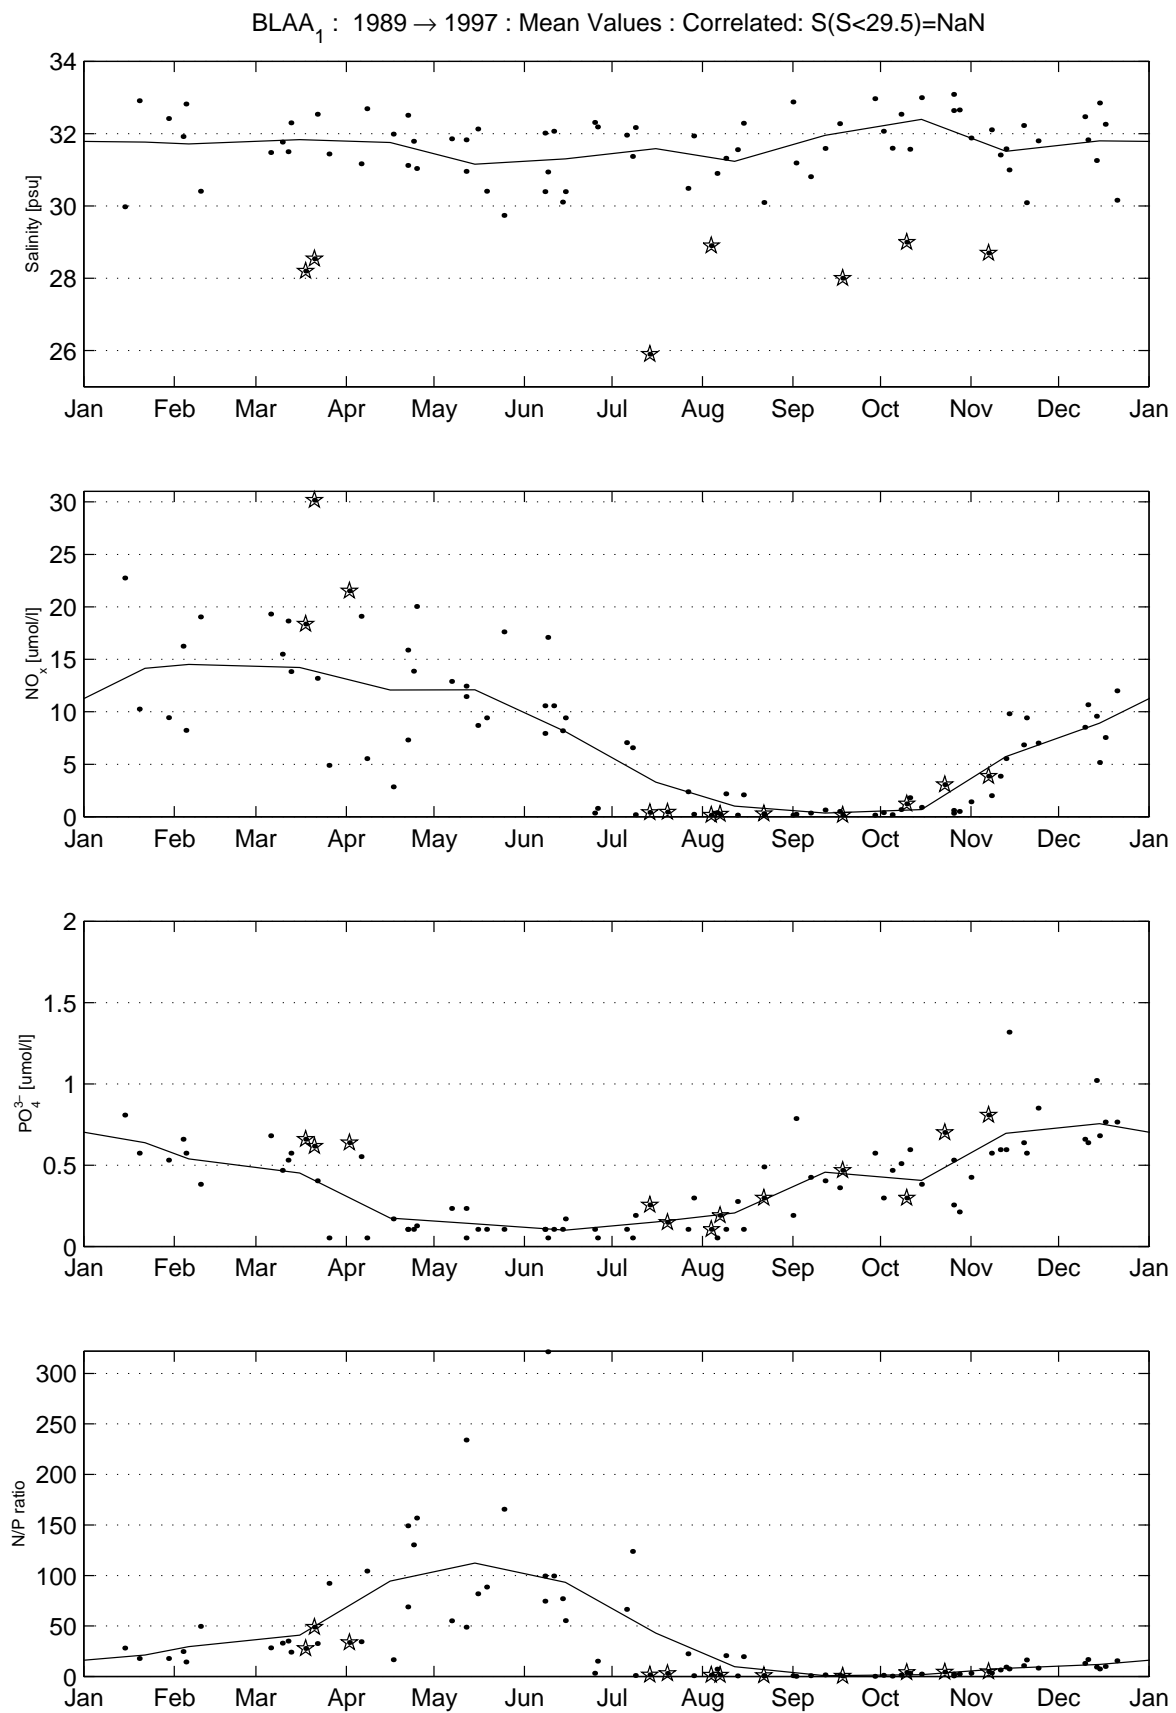 BLAA₁ : 1989 → 1997 : Mean Values : Correlated: S(S<29.5)=NaN
34
32
30
28
26
Salinity [psu]
Jan Feb Mar Apr May Jun Jul Aug Sep Oct Nov Dec Jan
30
25
20
15
10
5
0
NOₓ [umol/l]
Jan Feb Mar Apr May Jun Jul Aug Sep Oct Nov Dec Jan
2
1.5
1
0.5
0
PO₄³⁻ [umol/l]
Jan Feb Mar Apr May Jun Jul Aug Sep Oct Nov Dec Jan
300
250
200
150
100
50
0
N/P ratio
Jan Feb Mar Apr May Jun Jul Aug Sep Oct Nov Dec Jan